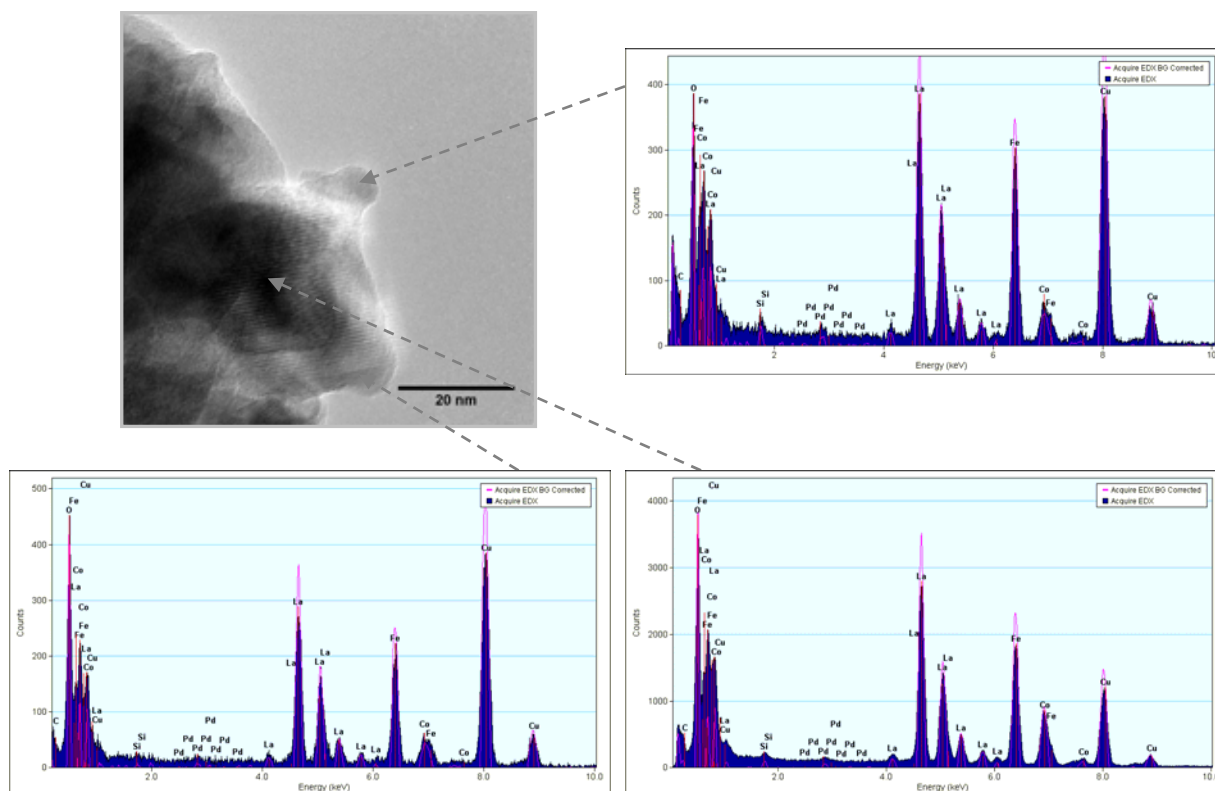 20 nm
Acquire EDX BG Corrected
Acquire EDX
Counts
400
300
200
100
0
O
Fe
Fe
Co
La
Co
Cu
Co
La
Cu
La
C
Si
Si
Pd
Pd Pd
Pd Pd
Pd Pd Pd
La
La
La
La
La
La
La
La
Fe
Co
Fe
Co
Cu
Cu
2 4 6 8 10
Energy (keV)
Acquire EDX BG Corrected
Acquire EDX
Counts
500
400
300
200
100
0
Cu
Fe
O
Co
La
Co
Fe
Fe
La
Cu
Co
La
Cu
C
Si
Si
Pd
Pd Pd
Pd Pd
Pd Pd Pd
La
La
La
La
La
La
La
La
Fe
Co
Fe
Co
Cu
Cu
2.0 4.0 6.0 8.0 10.0
Energy (keV)
Acquire EDX BG Corrected
Acquire EDX
Counts
4000
3000
2000
1000
0
Cu
Fe
O
La
Co
La
Co
Fe
Fe
Cu
Co
La
Cu
C
Si
Si
Pd
Pd Pd
Pd Pd
Pd Pd Pd
La
La
La
La
La
La
La
La
Fe
Co
Fe
Co
Cu
Cu
2.0 4.0 6.0 8.0 10.0
Energy (keV)